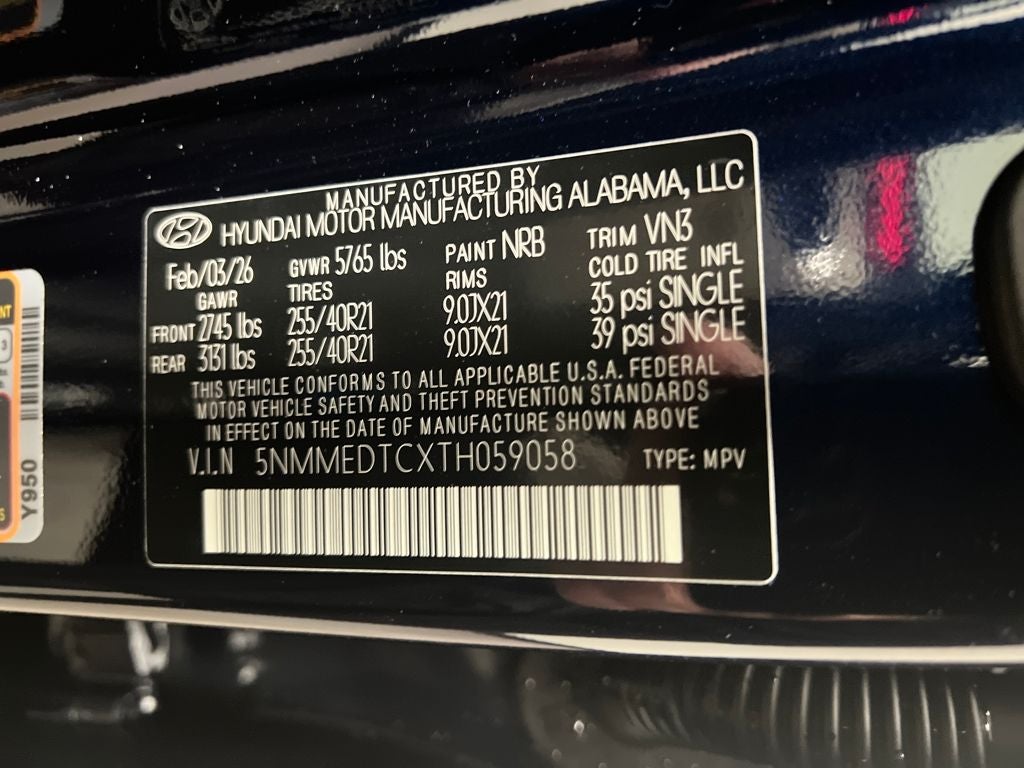 MANUFACTURED BY
HYUNDAI MOTOR MANUFACTURING ALABAMA, LLC
Feb/03/26 GVWR 5765 lbs PAINT NRB TRIM VN3
GAWR TIRES RIMS COLD TIRE INFL
FRONT 2745 lbs 255/40R21 9.0JX21 35 psi SINGLE
REAR 3131 lbs 255/40R21 9.0JX21 39 psi SINGLE
THIS VEHICLE CONFORMS TO ALL APPLICABLE U.S.A. FEDERAL
MOTOR VEHICLE SAFETY AND THEFT PREVENTION STANDARDS
IN EFFECT ON THE DATE OF MANUFACTURE SHOWN ABOVE
V.I.N 5NMMEDTCXTH059058 TYPE: MPV
Y950